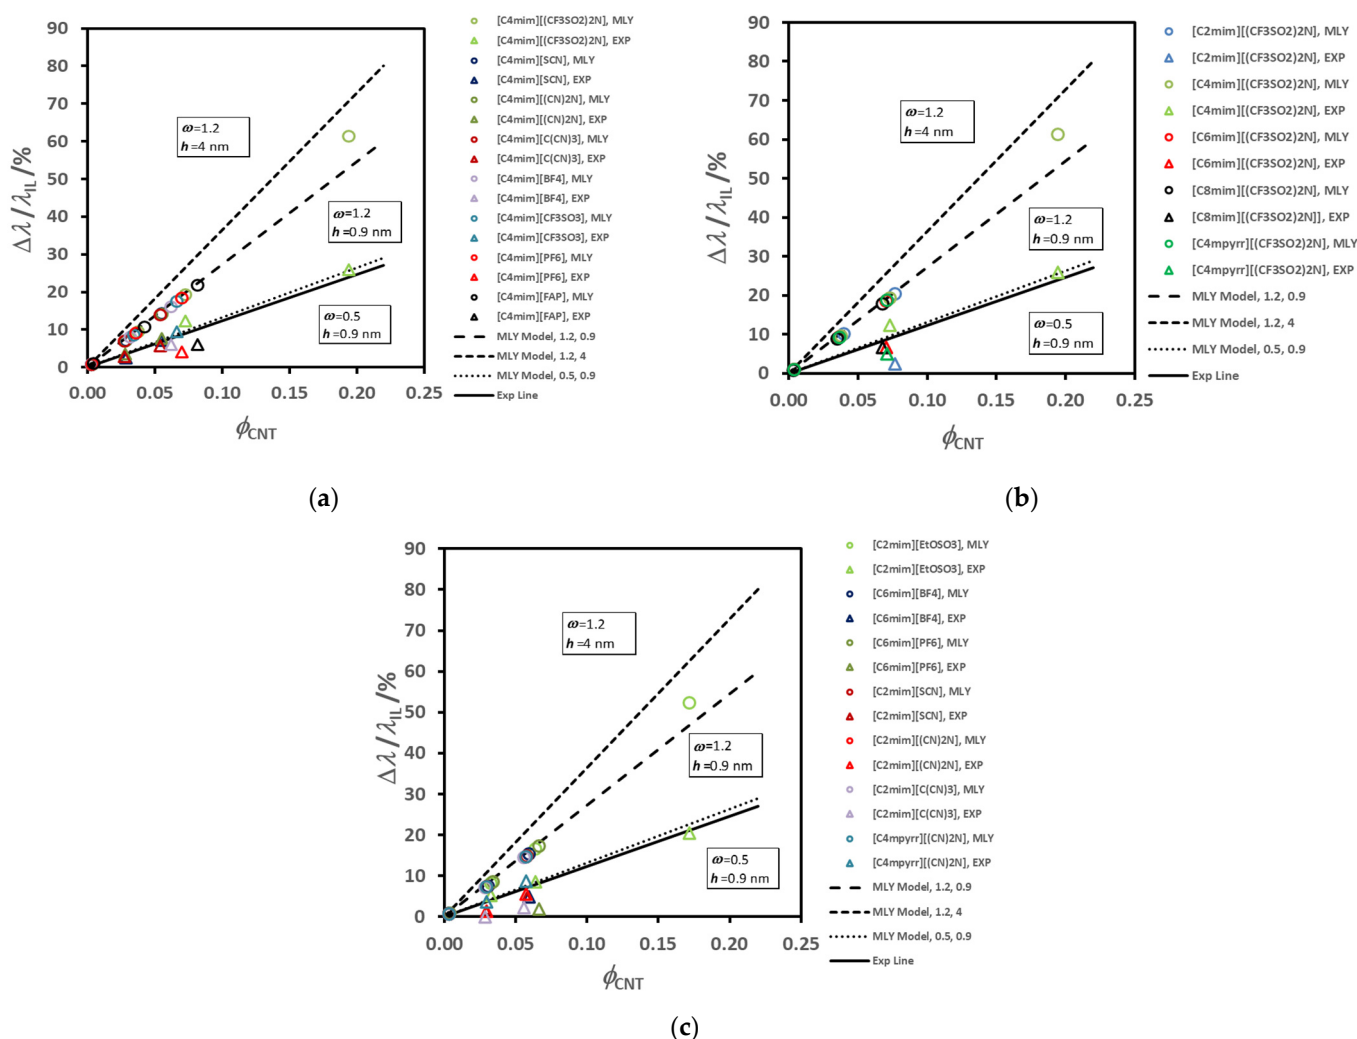 Δλ / λIL /%
90
80
70
60
50
40
30
20
10
0
0.00 0.05 0.10 0.15 0.20 0.25
ϕCNT
ω=1.2
h=4 nm
ω=1.2
h=0.9 nm
ω=0.5
h=0.9 nm
[C4mim][(CF3SO2)2N], MLY
[C4mim][(CF3SO2)2N], EXP
[C4mim][SCN], MLY
[C4mim][SCN], EXP
[C4mim][(CN)2N], MLY
[C4mim][(CN)2N], EXP
[C4mim][C(CN)3], MLY
[C4mim][C(CN)3], EXP
[C4mim][BF4], MLY
[C4mim][BF4], EXP
[C4mim][CF3SO3], MLY
[C4mim][CF3SO3], EXP
[C4mim][PF6], MLY
[C4mim][PF6], EXP
[C4mim][FAP], MLY
[C4mim][FAP], EXP
MLY Model, 1.2, 0.9
MLY Model, 1.2, 4
MLY Model, 0.5, 0.9
Exp Line
(a)
Δλ / λIL /%
90
80
70
60
50
40
30
20
10
0
0.00 0.05 0.10 0.15 0.20 0.25
ϕCNT
ω=1.2
h=4 nm
ω=1.2
h=0.9 nm
ω=0.5
h=0.9 nm
[C2mim][(CF3SO2)2N], MLY
[C2mim][(CF3SO2)2N], EXP
[C4mim][(CF3SO2)2N], MLY
[C4mim][(CF3SO2)2N], EXP
[C6mim][(CF3SO2)2N], MLY
[C6mim][(CF3SO2)2N], EXP
[C8mim][(CF3SO2)2N], MLY
[C8mim][(CF3SO2)2N]], EXP
[C4mpyrr][(CF3SO2)2N], MLY
[C4mpyrr][(CF3SO2)2N], EXP
MLY Model, 1.2, 0.9
MLY Model, 1.2, 4
MLY Model, 0.5, 0.9
Exp Line
(b)
Δλ / λIL /%
90
80
70
60
50
40
30
20
10
0
0.00 0.05 0.10 0.15 0.20 0.25
ϕCNT
ω=1.2
h=4 nm
ω=1.2
h=0.9 nm
ω=0.5
h=0.9 nm
[C2mim][EtOSO3], MLY
[C2mim][EtOSO3], EXP
[C6mim][BF4], MLY
[C6mim][BF4], EXP
[C6mim][PF6], MLY
[C6mim][PF6], EXP
[C2mim][SCN], MLY
[C2mim][SCN], EXP
[C2mim][(CN)2N], MLY
[C2mim][(CN)2N], EXP
[C2mim][C(CN)3], MLY
[C2mim][C(CN)3], EXP
[C4mpyrr][(CN)2N], MLY
[C4mpyrr][(CN)2N], EXP
MLY Model, 1.2, 0.9
MLY Model, 1.2, 4
MLY Model, 0.5, 0.9
Exp Line
(c)